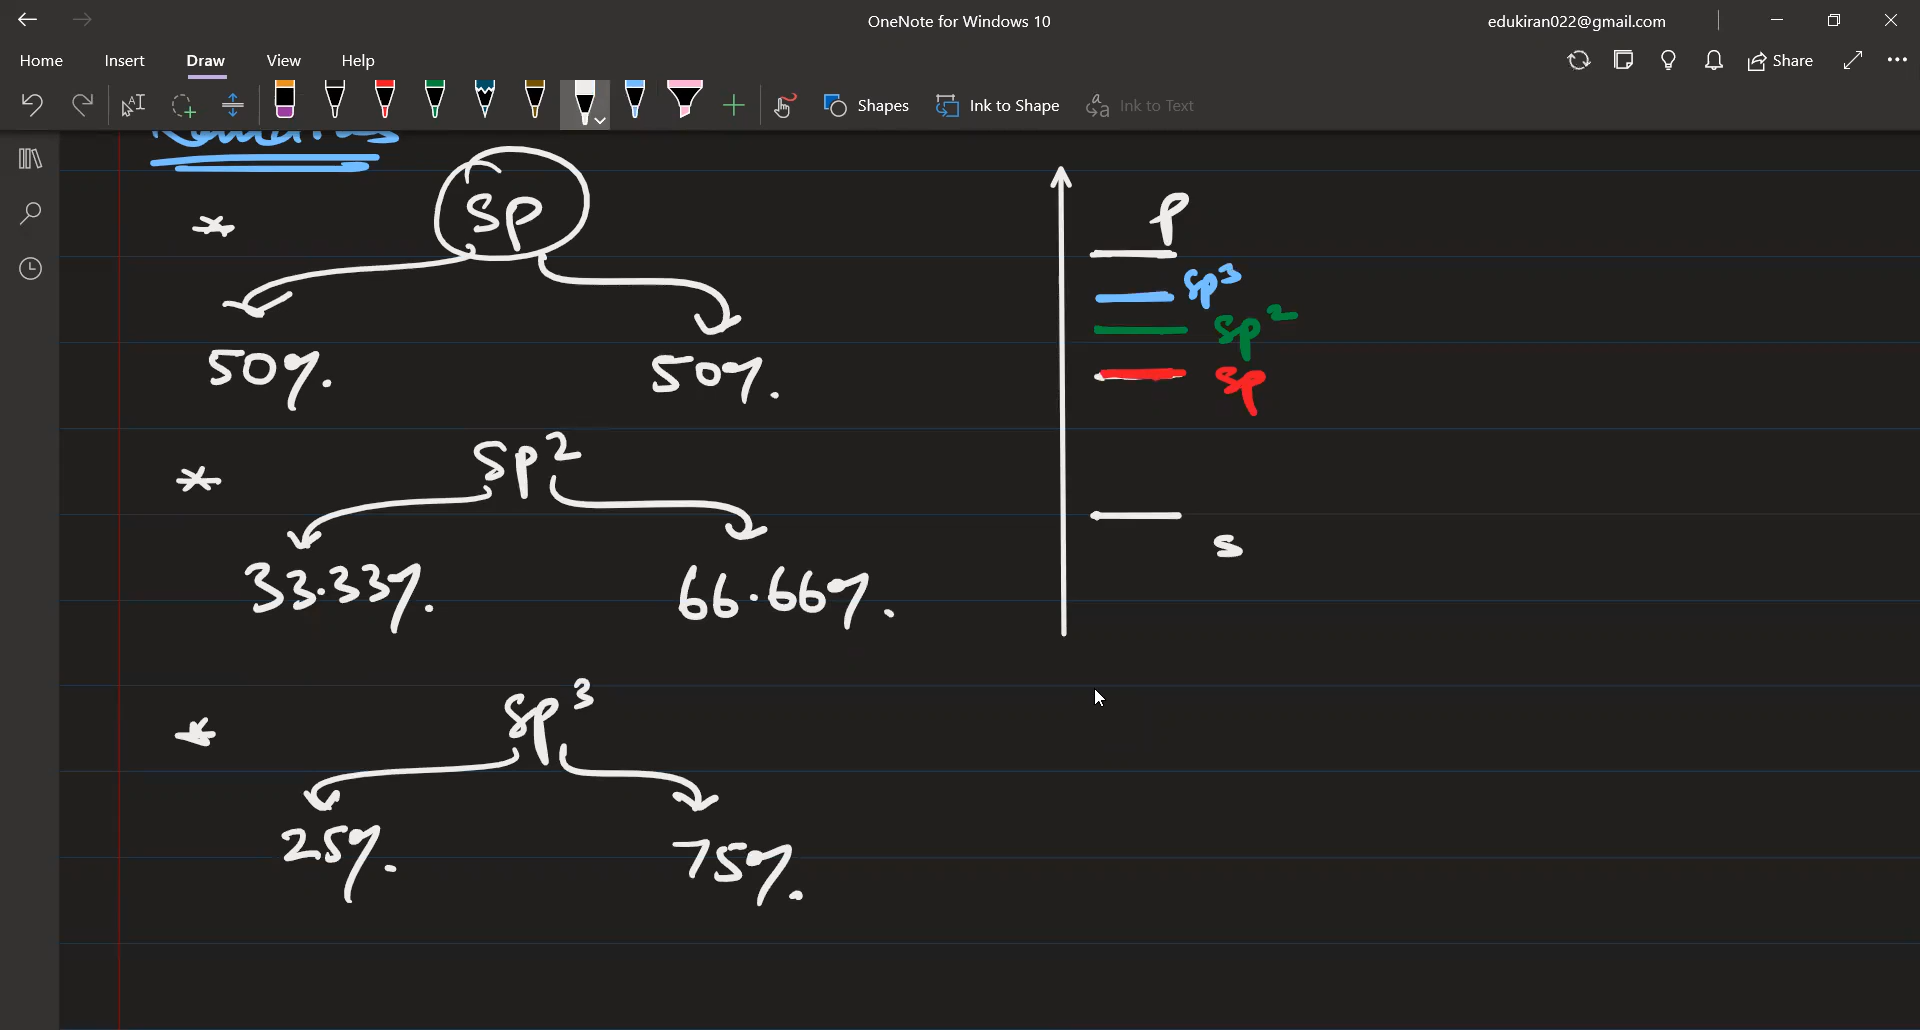 OneNote for Windows 10
edukiran022@gmail.com
Home Insert Draw View Help
Share
Shapes
Ink to Shape
Ink to Text
* sp
50% 50%
* sp²
33.33% 66.66%
* sp³
25% 75%
p
sp³
sp²
sp
s